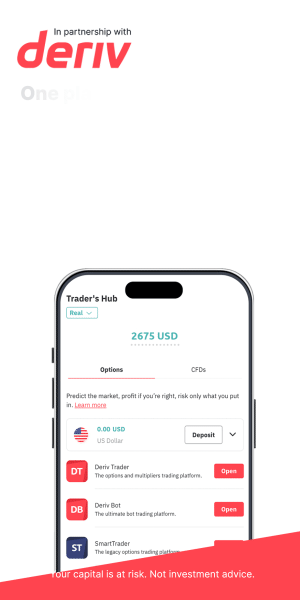 In partnership with
deriv
One
Trader's Hub
Real
2675 USD
Options CFDs
Predict the market, profit if you're right, risk only what you put
in. Learn more
0.00 USD
US Dollar
Deposit
DT
Deriv Trader
The options and multipliers trading platform.
Open
DB
Deriv Bot
The ultimate bot trading platform.
Open
ST
SmartTrader
The legacy options trading platform.
Your capital is at risk. Not investment advice.